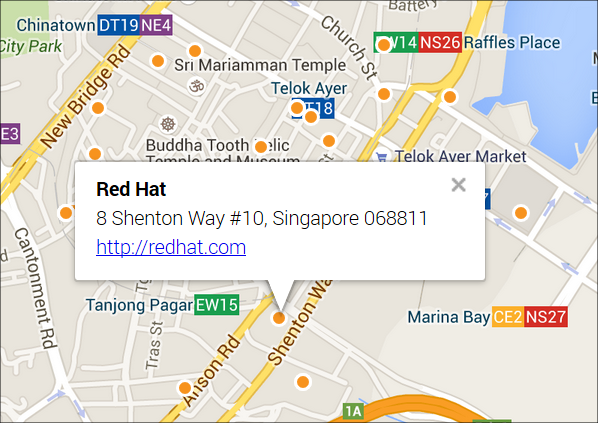 Battery
Chinatown DT19 NE4
City Park
Church St
EW14 NS26 Raffles Place
Sri Mariamman Temple
New Bridge Rd
Telok Ayer
DT18
E3
Buddha Tooth Relic
Temple and Museum
Telok Ayer Market
Red Hat
8 Shenton Way #10, Singapore 068811
http://redhat.com
Cantonment Rd
Tanjong Pagar EW15
Shenton Wa
Marina Bay CE2 NS27
Tras St
Anson Rd
1A